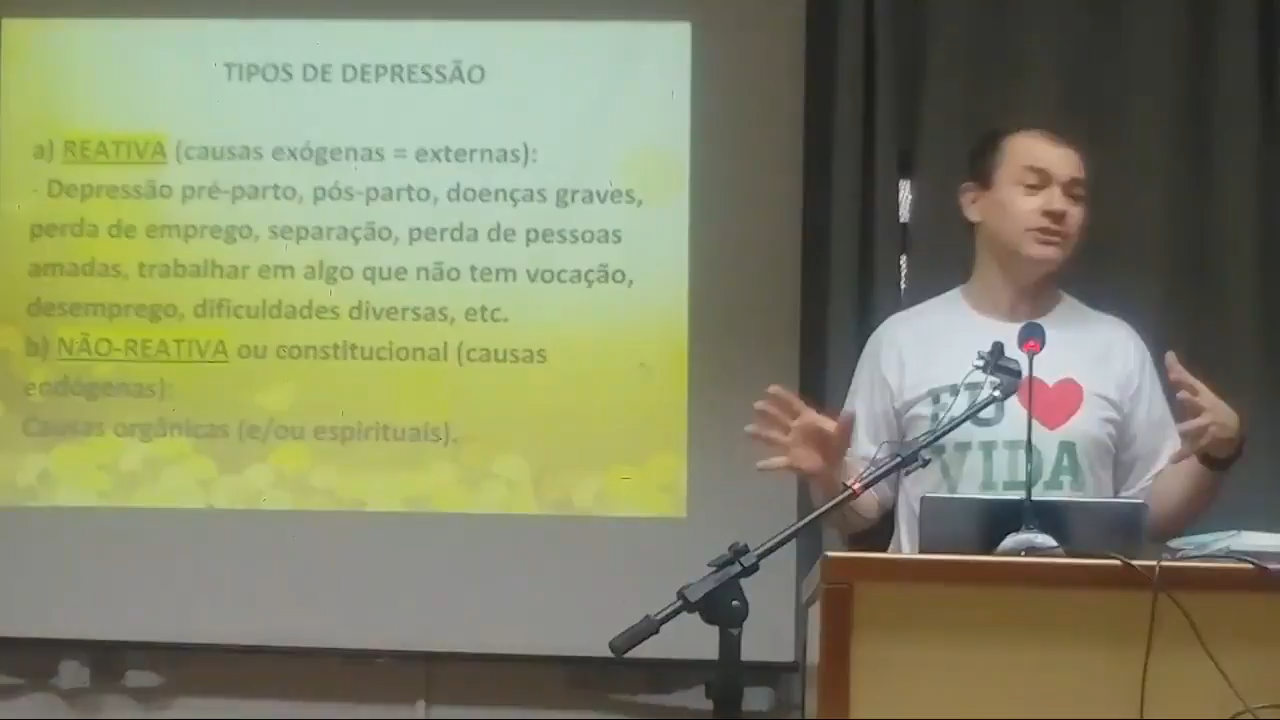 TIPOS DE DEPRESSÃO
a) REATIVA (causas exógenas = externas):
- Depressão pré-parto, pós-parto, doenças graves,
perda de emprego, separação, perda de pessoas
amadas, trabalhar em algo que não tem vocação,
desemprego, dificuldades diversas, etc.
b) NÃO-REATIVA ou constitucional (causas
endógenas):
Causas orgânicas (e/ou espirituais).
EU
VIDA